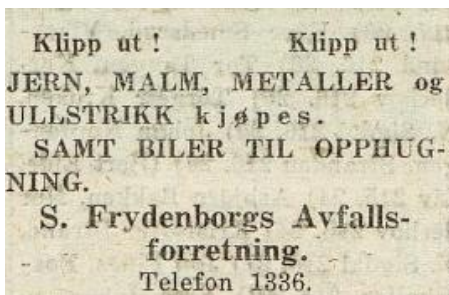 Klipp ut! Klipp ut!
JERN, MALM, METALLER og
ULLSTRIKK kjøpes.
SAMT BILER TIL OPPHUG-
NING.
S. Frydenborgs Avfalls-
forretning.
Telefon 1336.